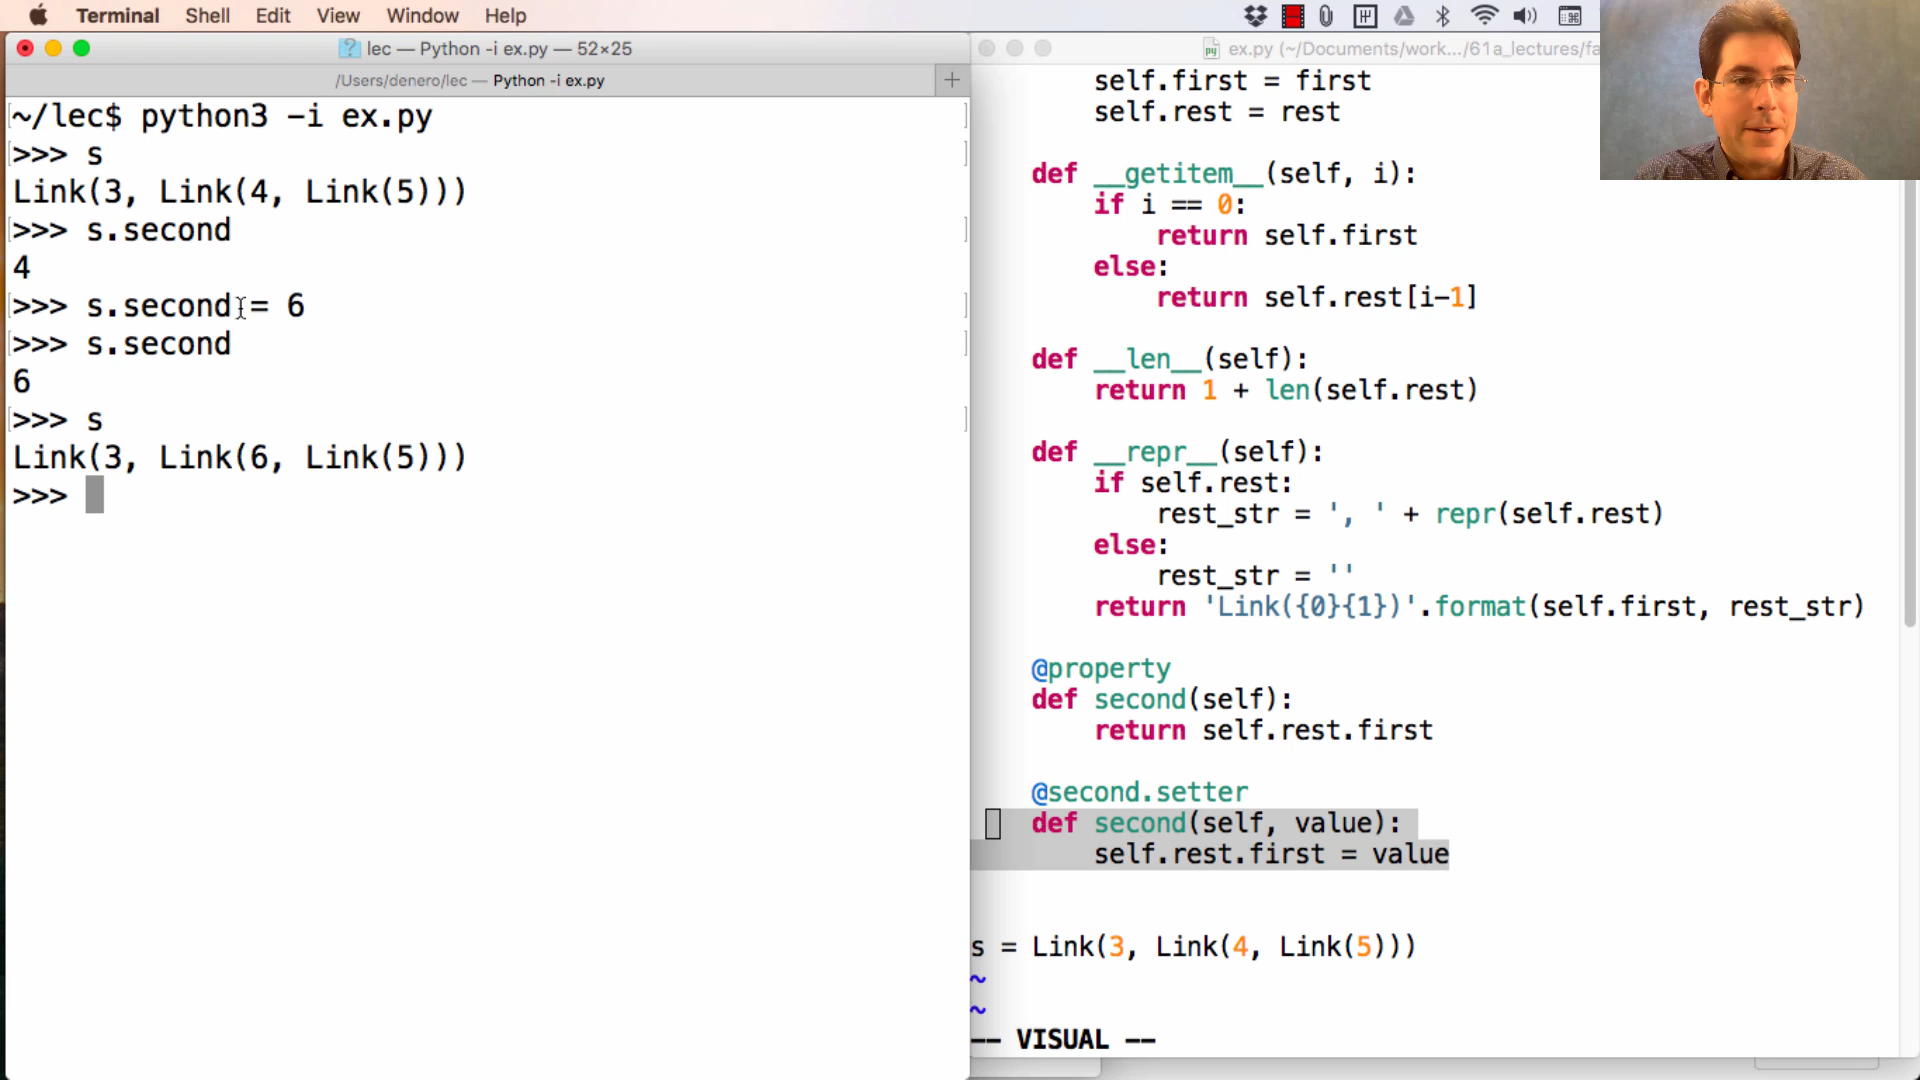 Terminal Shell Edit View Window Help
lec — Python -i ex.py — 52×25
/Users/denero/lec — Python -i ex.py
~/lec$ python3 -i ex.py
>>> s
Link(3, Link(4, Link(5)))
>>> s.second
4
>>> s.second = 6
>>> s.second
6
>>> s
Link(3, Link(6, Link(5)))
>>>
ex.py (~/Documents/work.../61a_lectures/fa
self.first = first
self.rest = rest
def __getitem__(self, i):
if i == 0:
return self.first
else:
return self.rest[i-1]
def __len__(self):
return 1 + len(self.rest)
def __repr__(self):
if self.rest:
rest_str = ', ' + repr(self.rest)
else:
rest_str = ''
return 'Link({0}{1})'.format(self.first, rest_str)
@property
def second(self):
return self.rest.first
@second.setter
def second(self, value):
self.rest.first = value
s = Link(3, Link(4, Link(5)))
~
~
-- VISUAL --